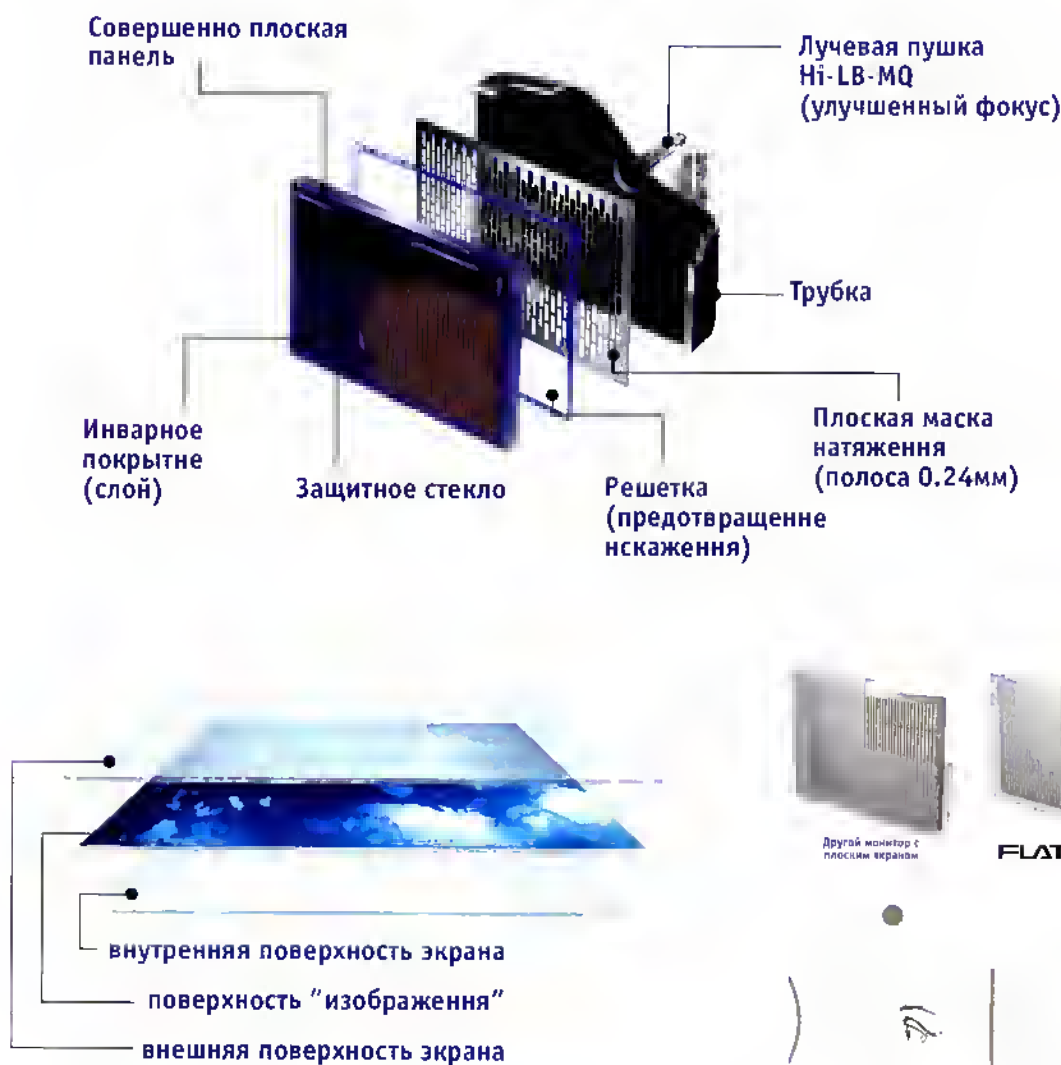 Совершенно плоская
панель
Лучевая пушка
Hi-LB-MQ
(улучшенный фокус)
Трубка
Инварное
покрытне
(слой)
Защитное стекло
Решетка
(предотвращенне
нскаження)
Плоская маска
натяження
(полоса 0.24мм)
Другой монитор с
плоским экраном
FLAT
внутренняя поверхность экрана
поверхность "изображення"
внешняя поверхность экрана